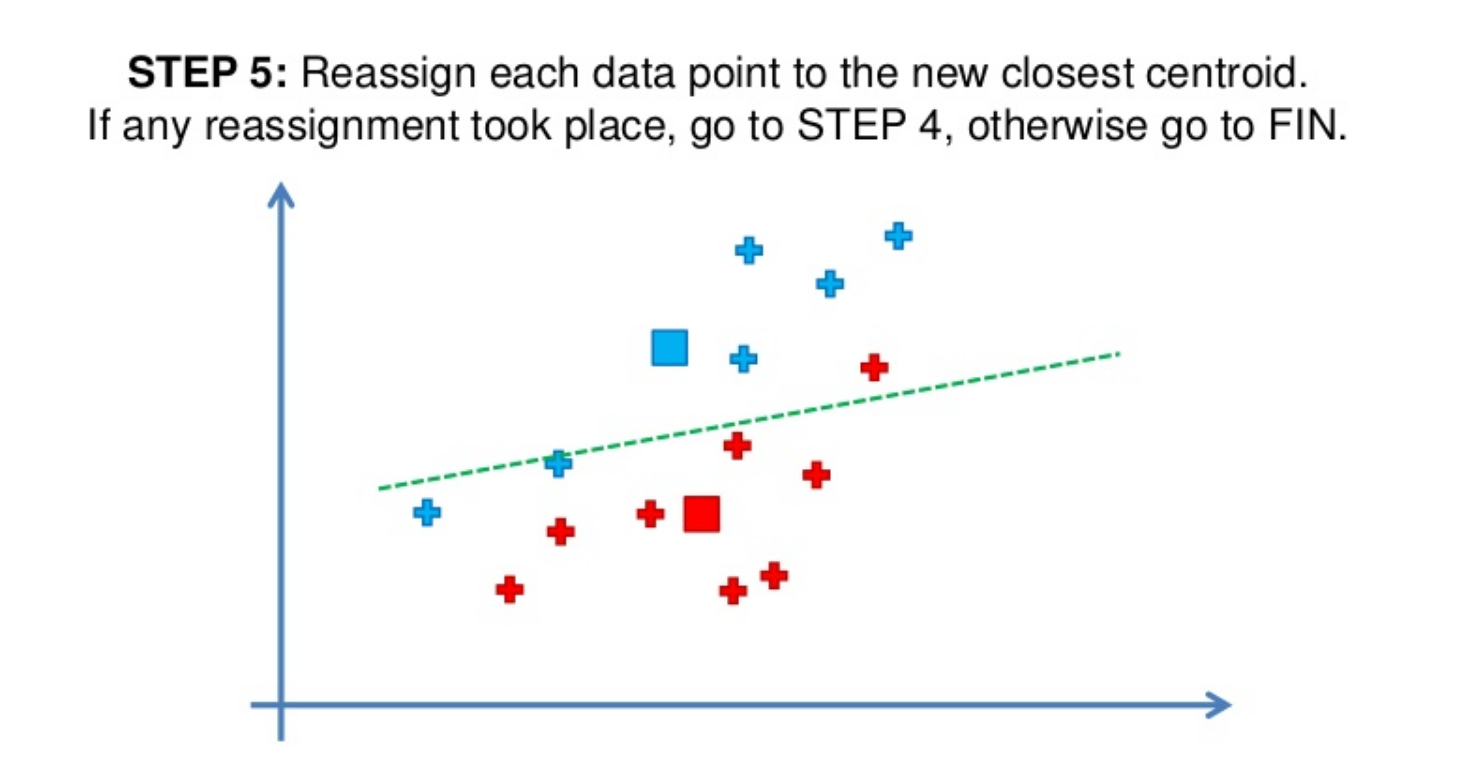 STEP 5: Reassign each data point to the new closest centroid.
If any reassignment took place, go to STEP 4, otherwise go to FIN.